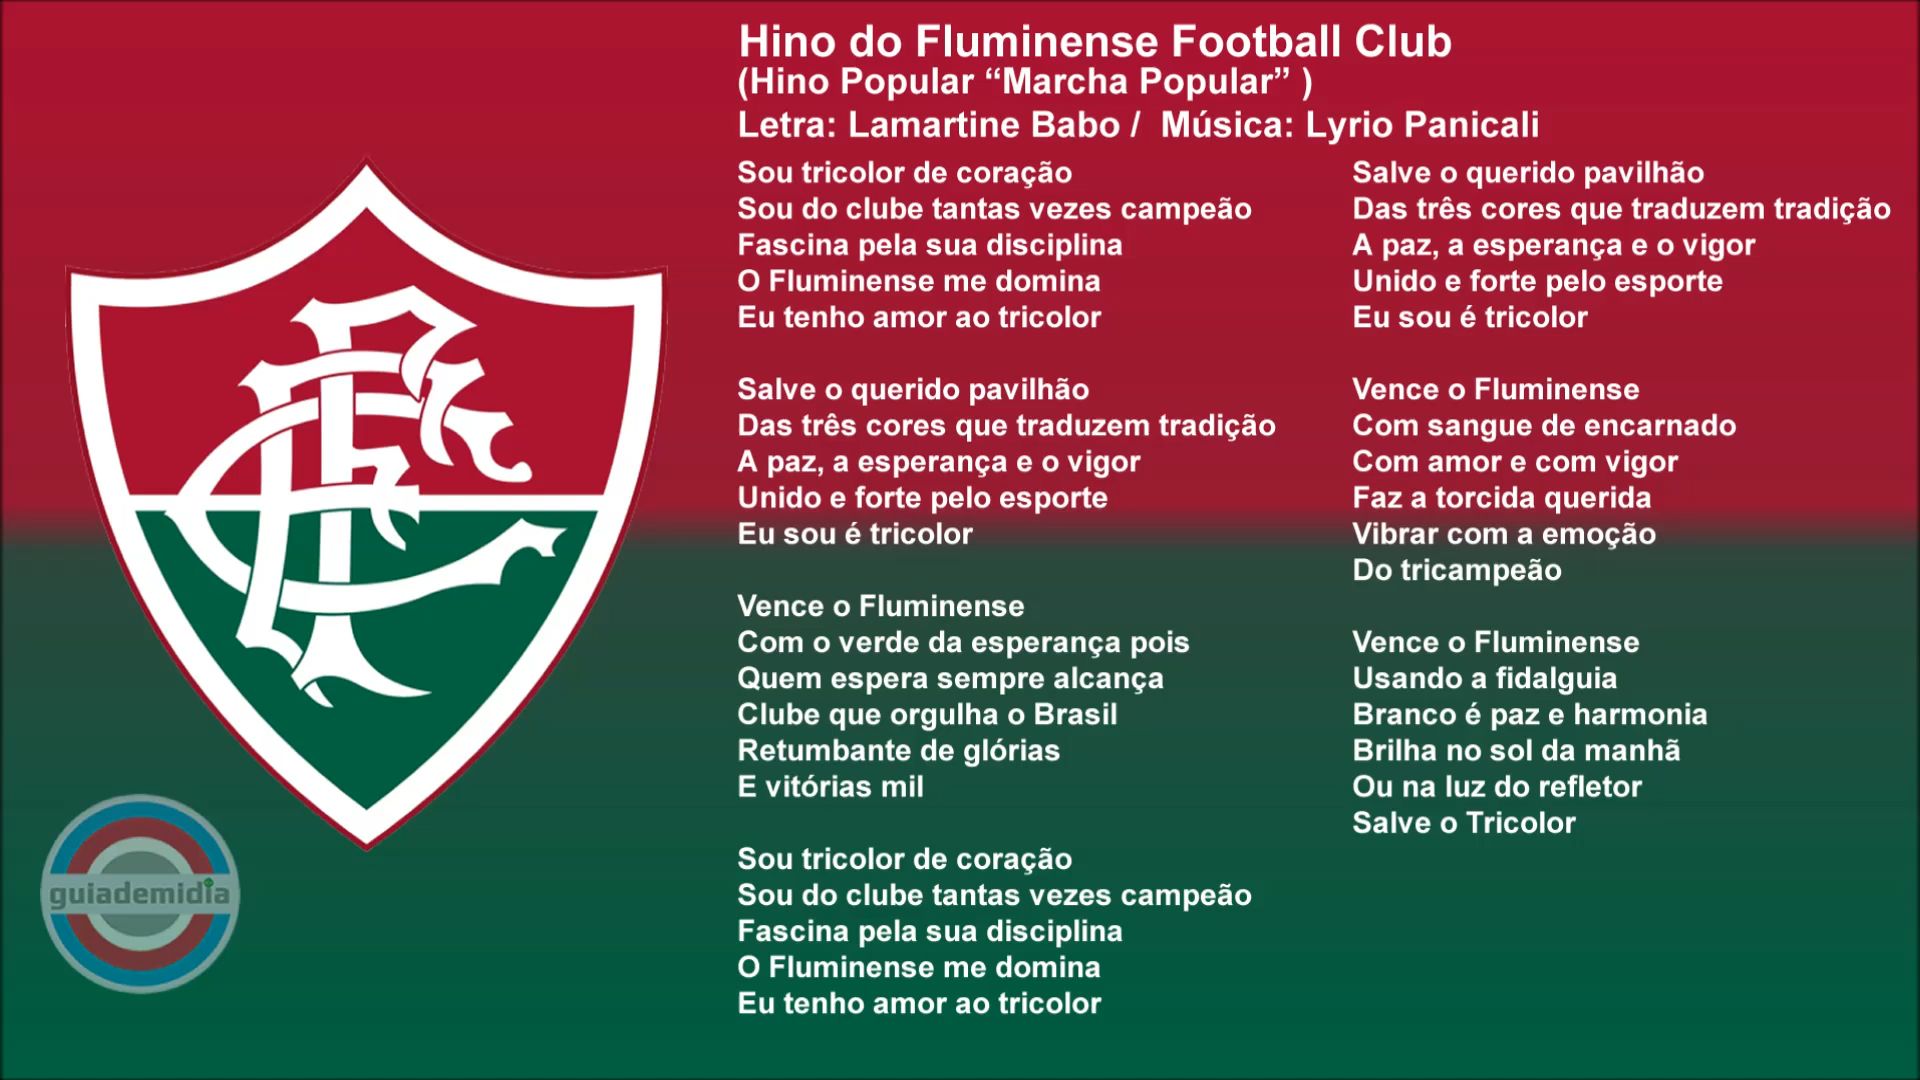 Hino do Fluminense Football Club
(Hino Popular “Marcha Popular” )
Letra: Lamartine Babo /  Música: Lyrio Panicali
Sou tricolor de coração
Sou do clube tantas vezes campeão
Fascina pela sua disciplina
O Fluminense me domina
Eu tenho amor ao tricolor
Salve o querido pavilhão
Das três cores que traduzem tradição
A paz, a esperança e o vigor
Unido e forte pelo esporte
Eu sou é tricolor
Vence o Fluminense
Com o verde da esperança pois
Quem espera sempre alcança
Clube que orgulha o Brasil
Retumbante de glórias
E vitórias mil
Sou tricolor de coração
Sou do clube tantas vezes campeão
Fascina pela sua disciplina
O Fluminense me domina
Eu tenho amor ao tricolor
Salve o querido pavilhão
Das três cores que traduzem tradição
A paz, a esperança e o vigor
Unido e forte pelo esporte
Eu sou é tricolor
Vence o Fluminense
Com sangue de encarnado
Com amor e com vigor
Faz a torcida querida
Vibrar com a emoção
Do tricampeão
Vence o Fluminense
Usando a fidalguia
Branco é paz e harmonia
Brilha no sol da manhã
Ou na luz do refletor
Salve o Tricolor
FFC
guiademidia